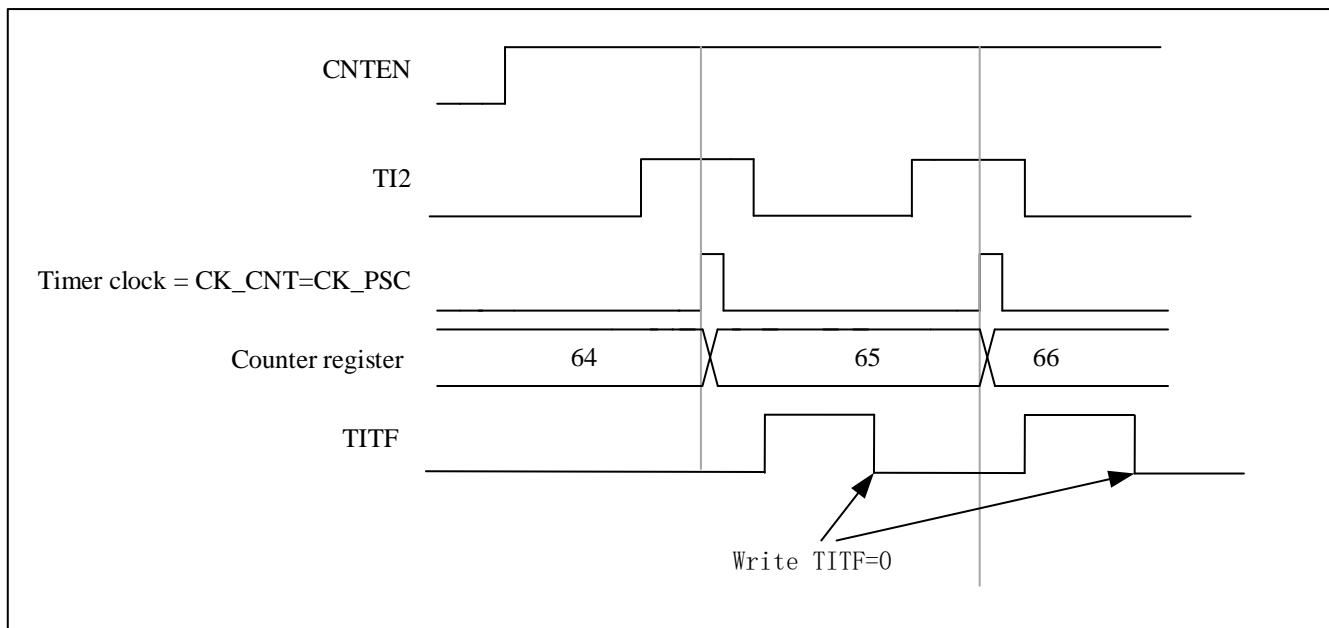 CNTEN
TI2
Timer clock = CK_CNT=CK_PSC
Counter register
64
65
66
TITF
Write TITF=0